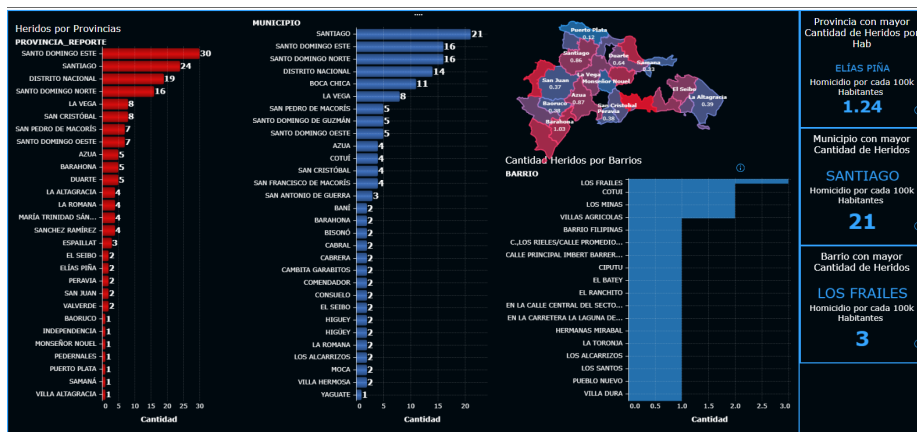 Heridos por Provincias
PROVINCIA_REPORTE
SANTO DOMINGO ESTE 30
SANTIAGO 24
DISTRITO NACIONAL 19
SANTO DOMINGO NORTE 16
LA VEGA 8
SAN CRISTÓBAL 8
SAN PEDRO DE MACORÍS 7
SANTO DOMINGO OESTE 7
AZUA 5
BARAHONA 5
DUARTE 5
LA ALTAGRACIA 4
LA ROMANA 4
MARÍA TRINIDAD SÁN... 4
SANCHEZ RAMÍREZ 4
ESPAILLAT 3
EL SEIBO 2
ELÍAS PIÑA 2
PERAVIA 2
SAN JUAN 2
VALVERDE 2
BAORUCO 1
INDEPENDENCIA 1
MONSEÑOR NOUEL 1
PEDERNALES 1
PUERTO PLATA 1
SAMANÁ 1
VILLA ALTAGRACIA 1
0 5 10 15 20 25 30
Cantidad
MUNICIPIO
SANTIAGO 21
SANTO DOMINGO ESTE 16
SANTO DOMINGO NORTE 16
DISTRITO NACIONAL 14
BOCA CHICA 11
LA VEGA 8
SAN PEDRO DE MACORÍS 5
SANTO DOMINGO DE GUZMÁN 5
SANTO DOMINGO OESTE 5
AZUA 4
COTUÍ 4
SAN CRISTÓBAL 4
SAN FRANCISCO DE MACORÍS 4
SAN ANTONIO DE GUERRA 3
BANÍ 2
BARAHONA 2
BISONÓ 2
CABRAL 2
CABRERA 2
CAMBITA GARABITOS 2
COMENDADOR 2
CONSUELO 2
EL SEIBO 2
HIGUEY 2
HIGÜEY 2
LA ROMANA 2
LOS ALCARRIZOS 2
MOCA 2
VILLA HERMOSA 2
YAGUATE 1
0 5 10 15 20
Cantidad
Puerto Plata
0.12
Santiago
0.86
Duarte
0.64
Samana
0.33
La Vega
Monseñor Nouel
San Juan
0.37
Azua
0.87
Baoruco
San Cristobal
Peravia
0.38
Barahona
1.03
El Seibo
La Altagracia
0.39
Cantidad Heridos por Barrios
BARRIO
LOS FRAILES
COTUI
LOS MINAS
VILLAS AGRICOLAS
BARRIO FILIPINAS
C.,LOS RIELES/CALLE PROMEDIO...
CALLE PRINCIPAL IMBERT BARRER...
CIPUTU
EL BATEY
EL RANCHITO
EN LA CALLE CENTRAL DEL SECTO...
EN LA CARRETERA LA LAGUNA DE...
HERMANAS MIRABAL
LA TORONJA
LOS ALCARRIZOS
LOS SANTOS
PUEBLO NUEVO
VILLA DURA
0.0 0.5 1.0 1.5 2.0 2.5 3.0
Cantidad
Provincia con mayor
Cantidad de Heridos por
Hab
ELÍAS PIÑA
Homicidio por cada 100k
Habitantes
1.24
Municipio con mayor
Cantidad de Heridos
SANTIAGO
Homicidio por cada 100k
Habitantes
21
Barrio con mayor
Cantidad de Heridos
LOS FRAILES
Homicidio por cada 100k
Habitantes
3